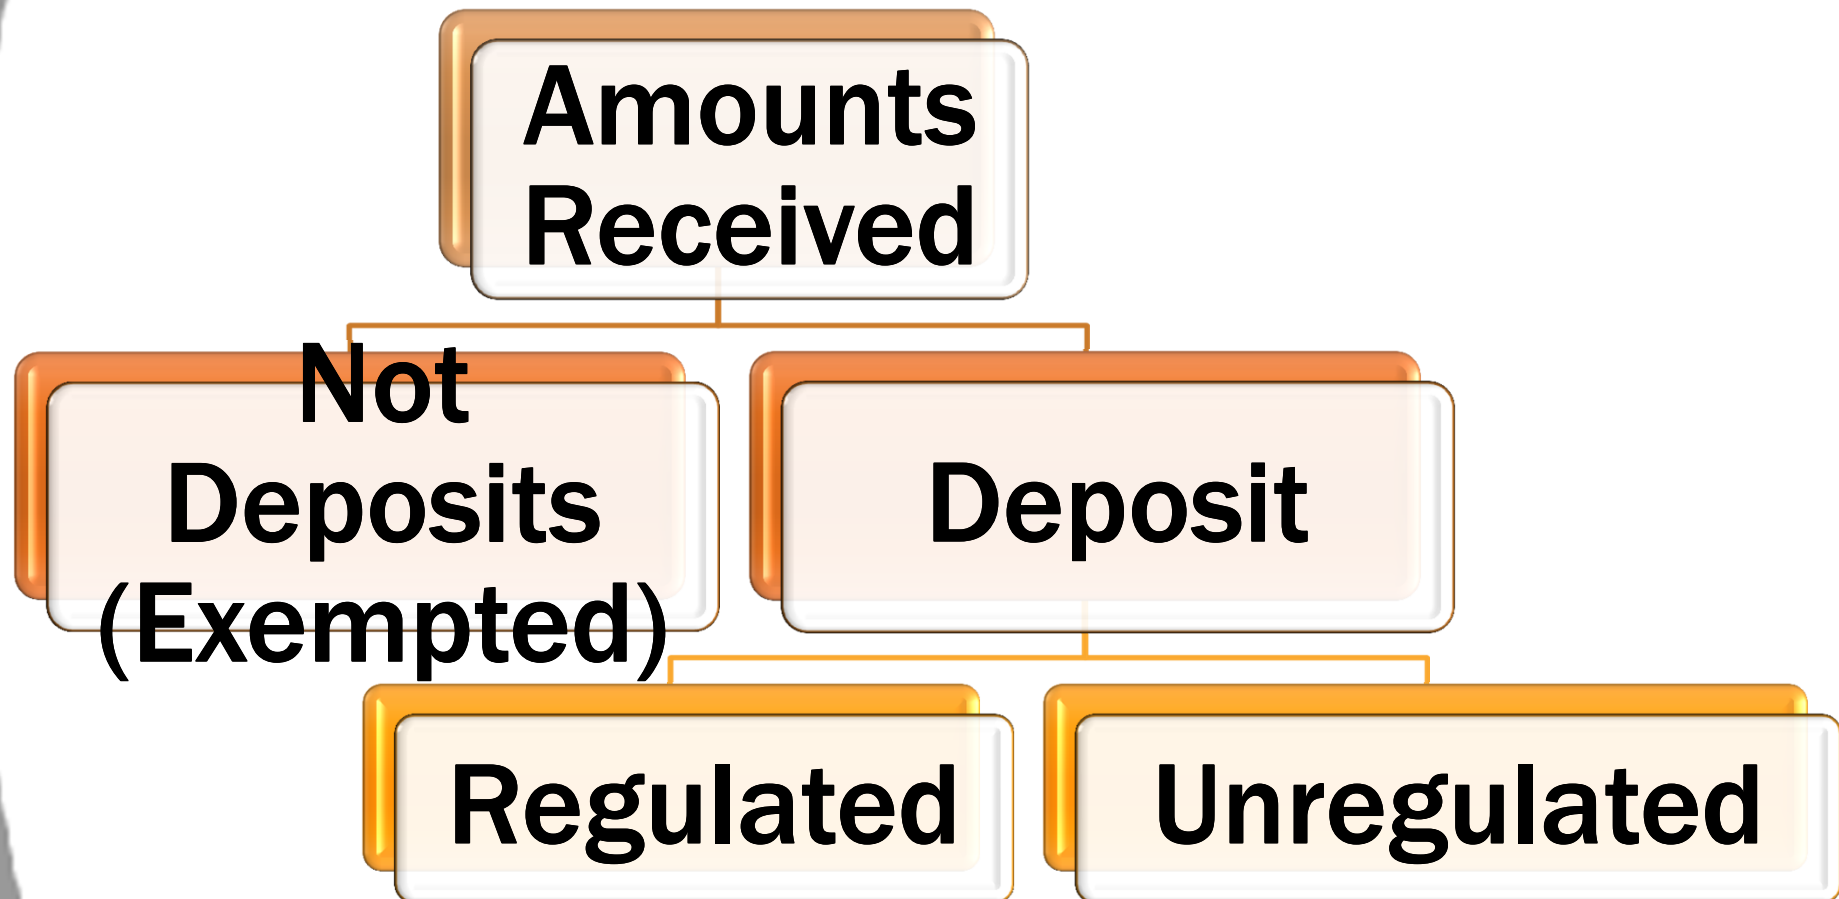 Amounts
Received
Not
Deposits
(Exempted)
Deposit
Regulated
Unregulated